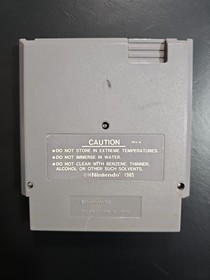 CAUTION
• DO NOT STORE IN EXTREME TEMPERATURES.
• DO NOT IMMERSE IN WATER.
• DO NOT CLEAN WITH BENZENE, THINNER,
ALCOHOL OR OTHER SUCH SOLVENTS.
©Nintendo 1985